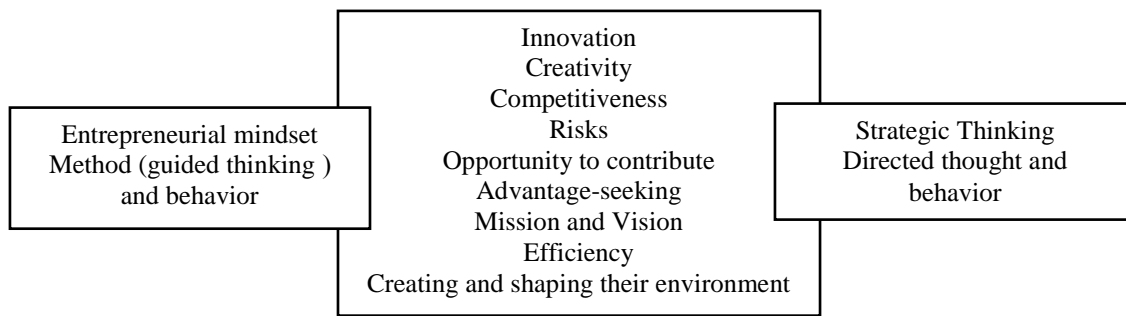 Entrepreneurial mindset
Method (guided thinking )
and behavior
Innovation
Creativity
Competitiveness
Risks
Opportunity to contribute
Advantage-seeking
Mission and Vision
Efficiency
Creating and shaping their environment
Strategic Thinking
Directed thought and
behavior